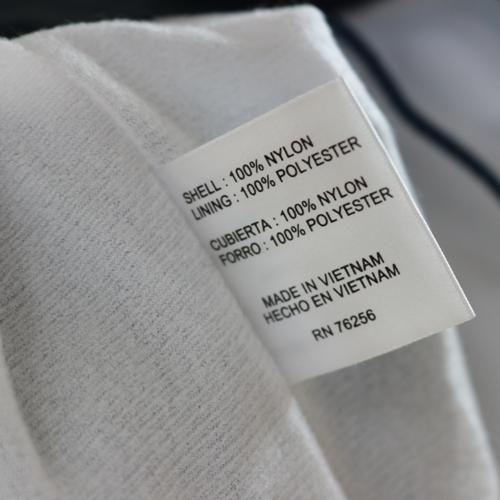 SHELL : 100% NYLON
LINING : 100% POLYESTER
CUBIERTA : 100% NYLON
FORRO : 100% POLYESTER
MADE IN VIETNAM
HECHO EN VIETNAM
RN 76256